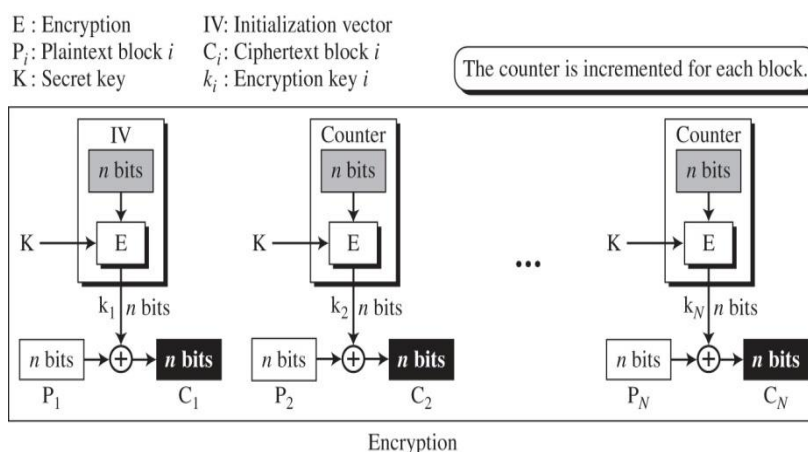 E : Encryption IV: Initialization vector
Pi : Plaintext block i Ci : Ciphertext block i
K : Secret key ki : Encryption key i
The counter is incremented for each block.
IV Counter Counter
n bits n bits n bits
K E K E ... K E
k1 n bits k2 n bits kN n bits
n bits + n bits n bits + n bits n bits + n bits
P1 C1 P2 C2 PN CN
Encryption